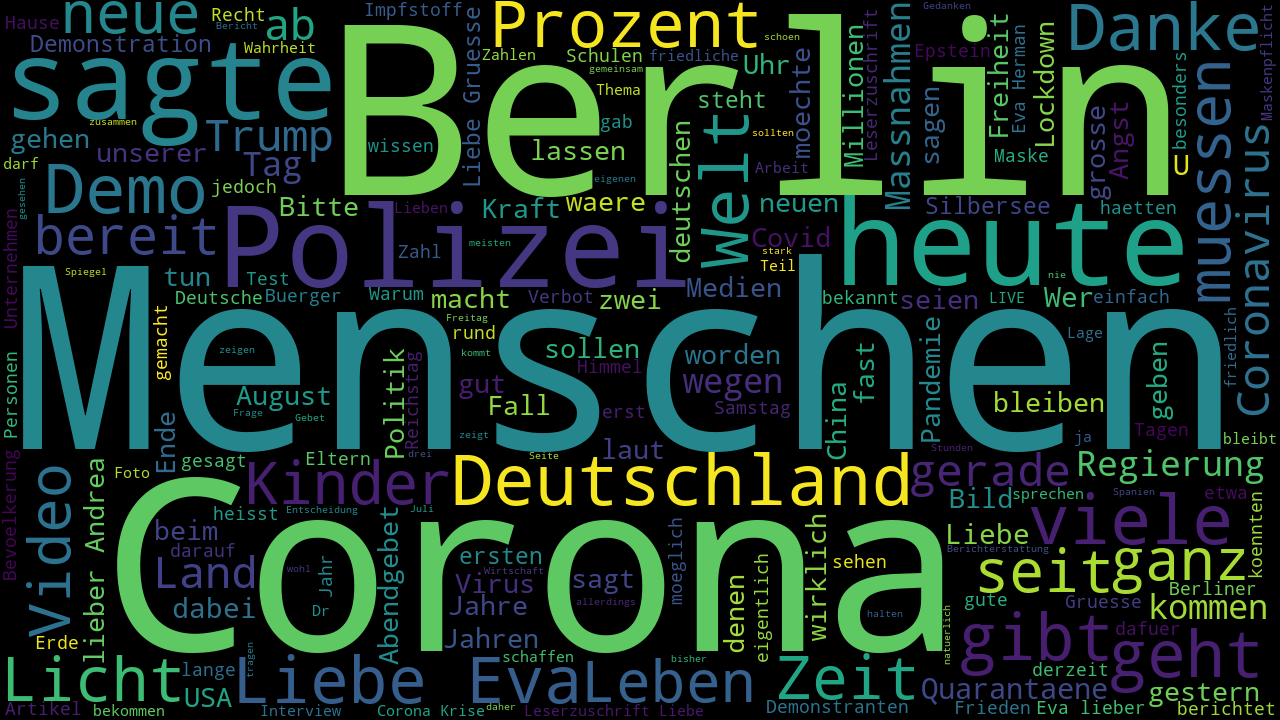 Hause
neue
Recht
ab
Impfstoff
Prozent
Gedanken
Danke
Bericht
Demonstration
Wahrheit
sagte
Berlin
Zahlen
Schulen
friedliche
schoen
gemeinsam
Thema
Uhr
moechte
Millionen
Leserzuschrift
Massnahmen
Epstein
sagen
Freiheit
Eva Herman
Lockdown
Maskenpflicht
besonders
muessen
Coronavirus
Liebe Gruesse
zusammen
gehen
Trump
unserer
Tag
darf
gesehen
Demo
jedoch
wissen
gab
lassen
steht
sollten
Arbeit
Maske
grosse
Angst
U
eigenen
Bitte
Lieben
Kraft
waere
deutschen
Welt
neuen
Silbersee
haetten
bereit
Polizei
Zahl
meisten
Covid
stark
Teil
heute
nie
Unternehmen
Spiegel
tun
Test
Deutsche
Buerger
Warum
macht
Verbot
zwei
Medien
bekannt
seien
LIVE
Wer
einfach
Menschen
gemacht
Freitag
rund
kommt
sollen
worden
Lage
friedlich
zeigen
Himmel
wegen
Pandemie
fast
China
Personen
August
Frage
Gebet
Politik
Reichstag
gut
Fall
erst
Samstag
bleiben
geben
Tagen
ja
bleibt
Ende
zeigt
drei
laut
Stunden
Seite
gesagt
Eltern
Bevoelkerung
Video
lieber Andrea
Foto
Kinder
Deutschland
gerade
Regierung
Juli
Bild
sprechen
Spanien
etwa
heisst
Entscheidung
beim
Corona
Liebe
viele
koennten
darauf
Abendgebet
ersten
moeglich
wirklich
sehen
Berichterstattung
seit
ganz
Land
wohl
Jahr
Virus
Wirtschaft
sagt
denen
eigentlich
Berliner
dabei
Dr
Jahre
allerdings
halten
gute
Gruesse
kommen
Erde
Jahren
natuerlich
gibt
dafuer
geht
Licht
lange
tragen
schaffen
bisher
Zeit
derzeit
USA
Liebe
Eva
Leben
Quarantaene
gestern
Artikel
bekommen
Interview
Corona Krise
daher
Leserzuschrift Liebe
Demonstranten
Frieden
Eva lieber
berichtet